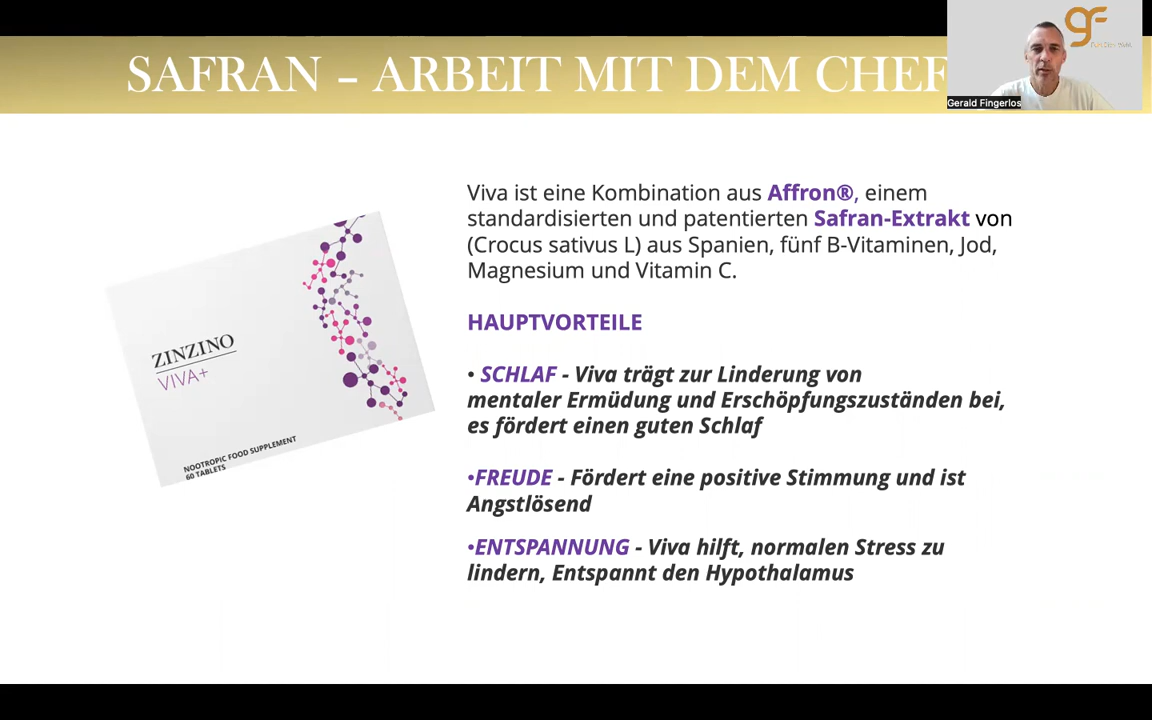 SAFRAN – ARBEIT MIT DEM CHEF
gf
Gerald Fingerlos
Viva ist eine Kombination aus Affron®, einem
standardisierten und patentierten Safran-Extrakt von
(Crocus sativus L) aus Spanien, fünf B-Vitaminen, Jod,
Magnesium und Vitamin C.
HAUPTVORTEILE
• SCHLAF - Viva trägt zur Linderung von
mentaler Ermüdung und Erschöpfungszuständen bei,
es fördert einen guten Schlaf
•FREUDE - Fördert eine positive Stimmung und ist
Angstlösend
•ENTSPANNUNG - Viva hilft, normalen Stress zu
lindern, Entspannt den Hypothalamus
ZINZINO
VIVA+
NOOTROPIC FOOD SUPPLEMENT
60 TABLETS